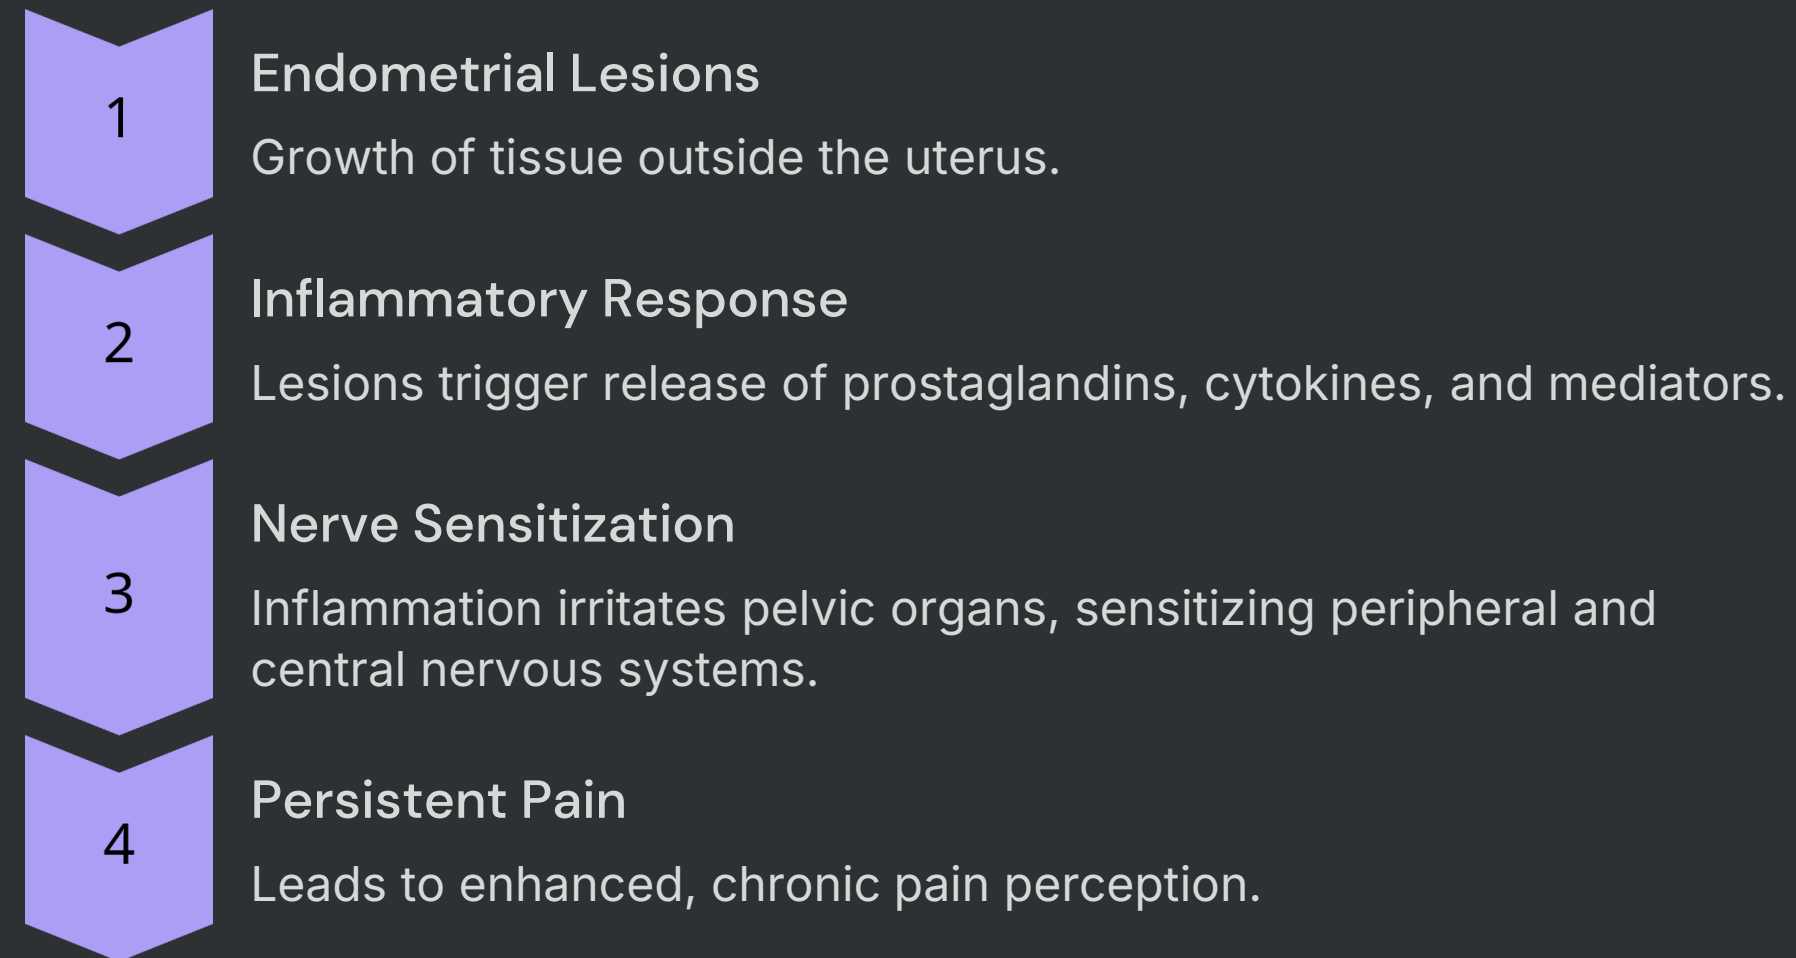 1
Endometrial Lesions
Growth of tissue outside the uterus.
2
Inflammatory Response
Lesions trigger release of prostaglandins, cytokines, and mediators.
3
Nerve Sensitization
Inflammation irritates pelvic organs, sensitizing peripheral and
central nervous systems.
4
Persistent Pain
Leads to enhanced, chronic pain perception.